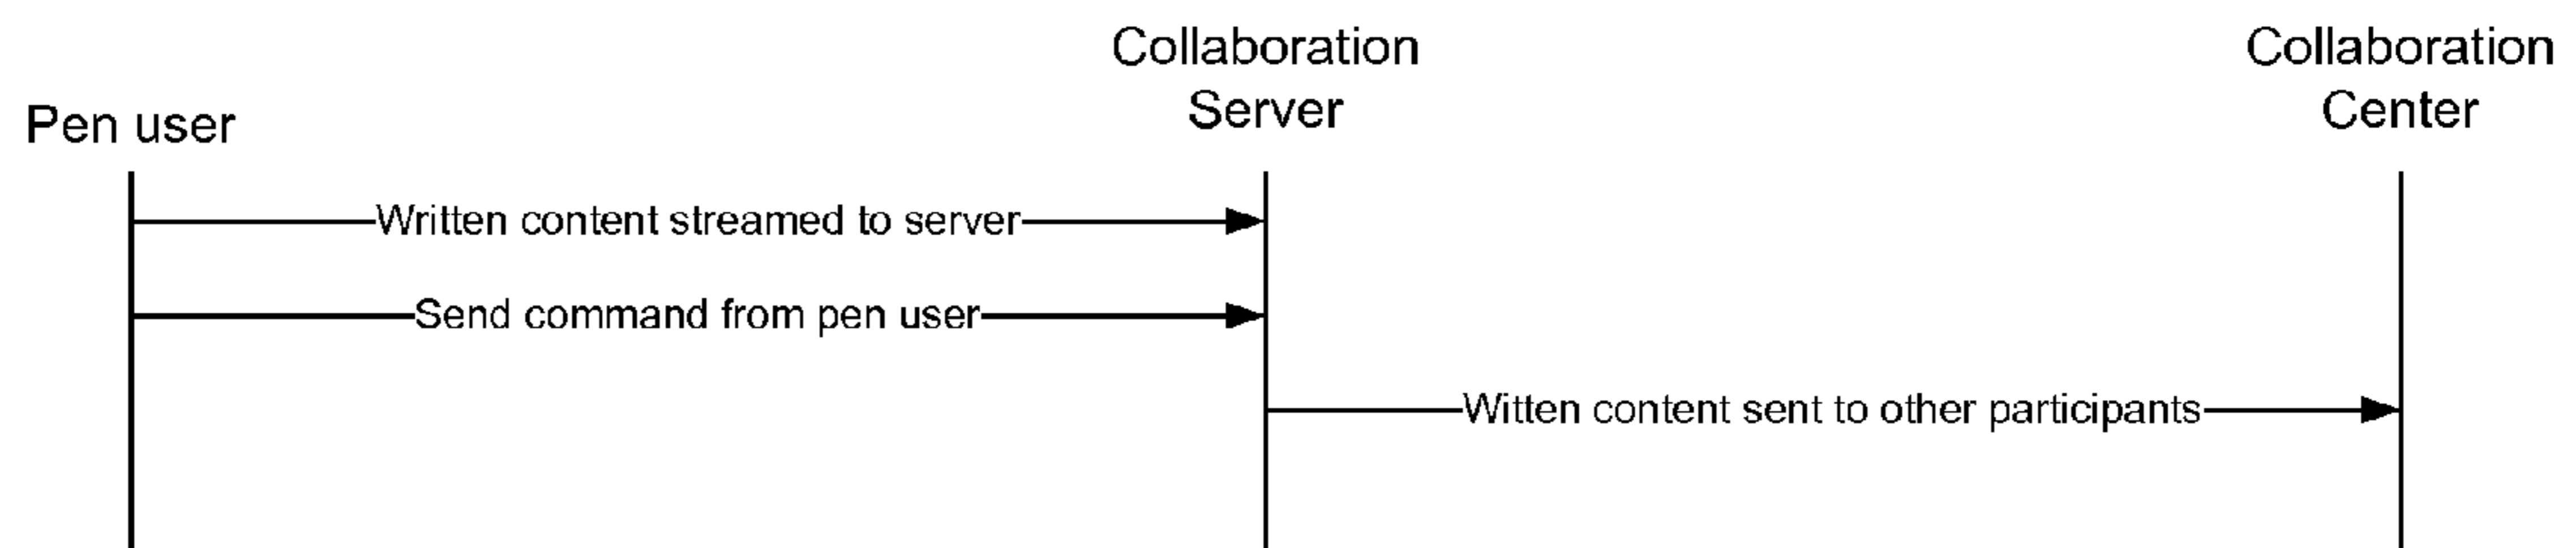 Pen user
Collaboration
Server
Collaboration
Center
Written content streamed to server
Send command from pen user
Witten content sent to other participants